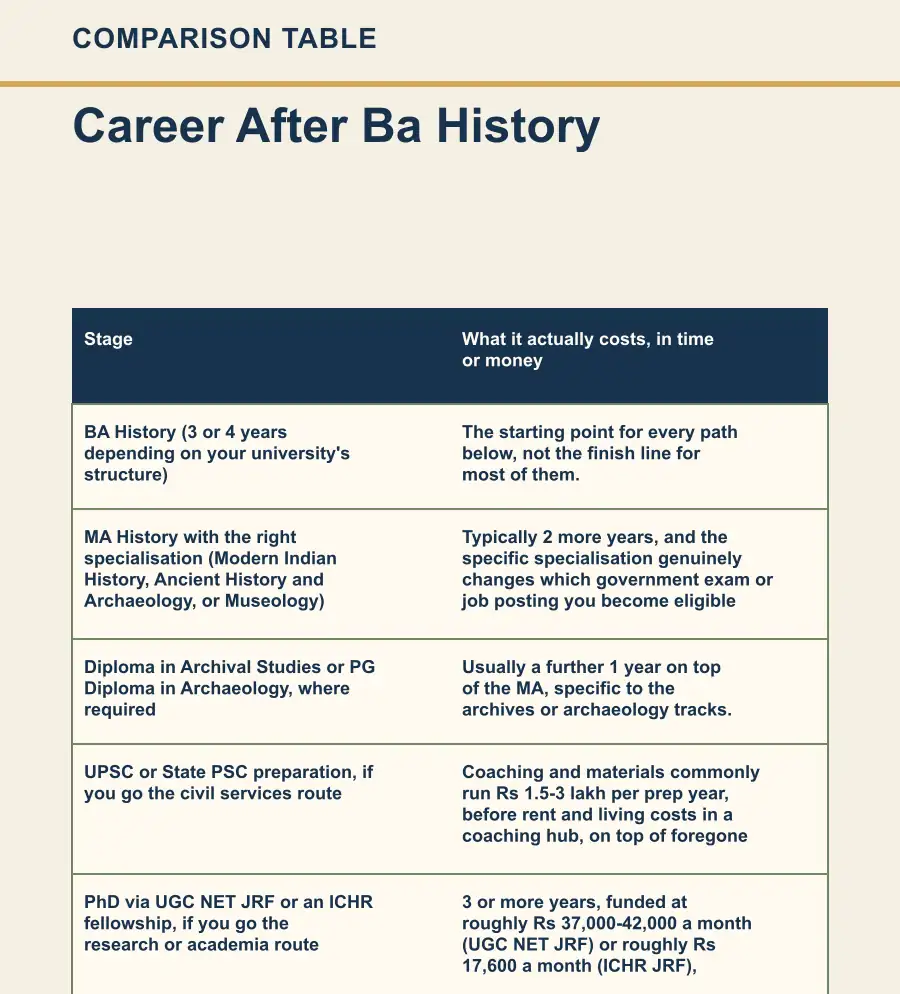 COMPARISON TABLE
Career After Ba History
Stage
What it actually costs, in time
or money
BA History (3 or 4 years
depending on your university's
structure)
The starting point for every path
below, not the finish line for
most of them.
MA History with the right
specialisation (Modern Indian
History, Ancient History and
Archaeology, or Museology)
Typically 2 more years, and the
specific specialisation genuinely
changes which government exam or
job posting you become eligible
Diploma in Archival Studies or PG
Diploma in Archaeology, where
required
Usually a further 1 year on top
of the MA, specific to the
archives or archaeology tracks.
UPSC or State PSC preparation, if
you go the civil services route
Coaching and materials commonly
run Rs 1.5-3 lakh per prep year,
before rent and living costs in a
coaching hub, on top of foregone
PhD via UGC NET JRF or an ICHR
fellowship, if you go the
research or academia route
3 or more years, funded at
roughly Rs 37,000-42,000 a month
(UGC NET JRF) or roughly Rs
17,600 a month (ICHR JRF),